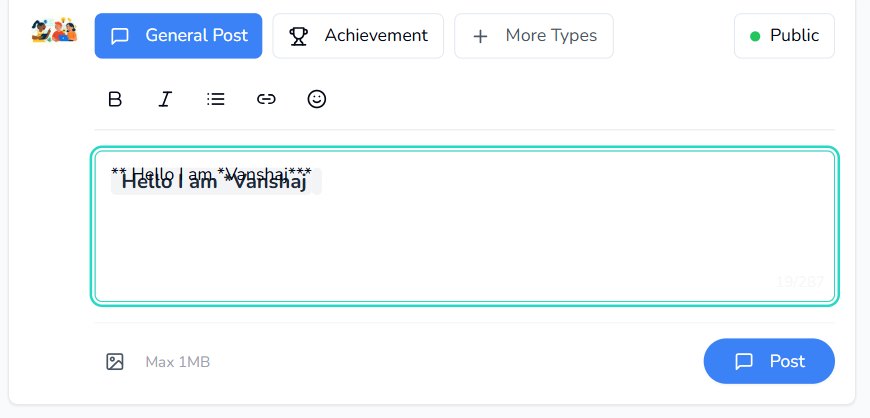 General Post
Achievement
More Types
Public
** Hello I am *Vanshaj***
Hello I am *Vanshaj
19/287
Max 1MB
Post